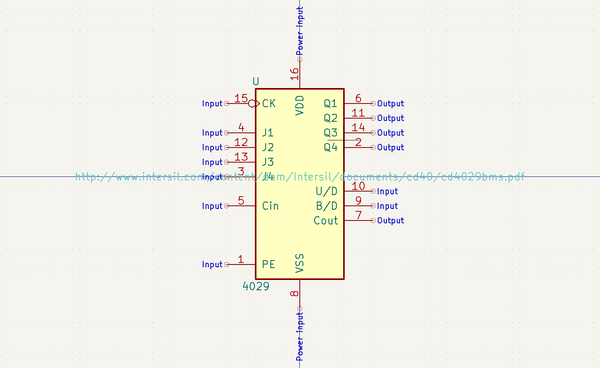 Power input
16
U
VDD
Input 15 CK Q1 6 Output
Q2 11 Output
Input 4 J1 Q3 14 Output
Input 12 J2 Q4 2 Output
Input 13 J3
Input 3 J4
http://www.intersil.com/content/dam/Intersil/documents/cd40/cd4029bms.pdf
U/D 10 Input
Input 5 Cin B/D 9 Input
Cout 7 Output
Input 1 PE
VSS
4029
8
Power input